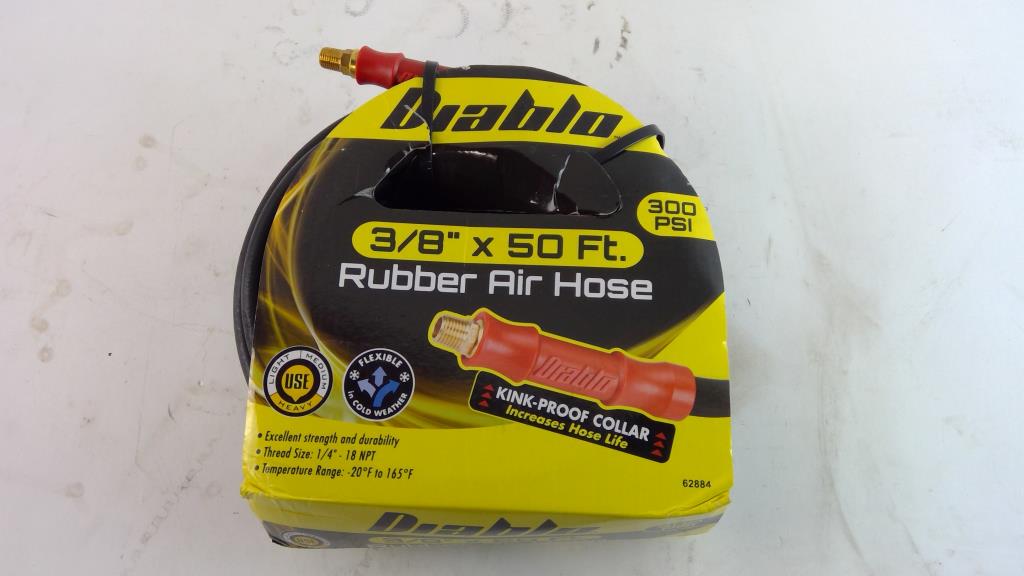 Diablo
300
PSI
3/8" x 50 Ft.
Rubber Air Hose
LIGHT MEDIUM
USE
HEAVY
FLEXIBLE
in COLD WEATHER
Diablo
KINK-PROOF COLLAR
Increases Hose Life
• Excellent strength and durability
• Thread Size: 1/4" - 18 NPT
• Temperature Range: -20°F to 165°F
62884
Diablo